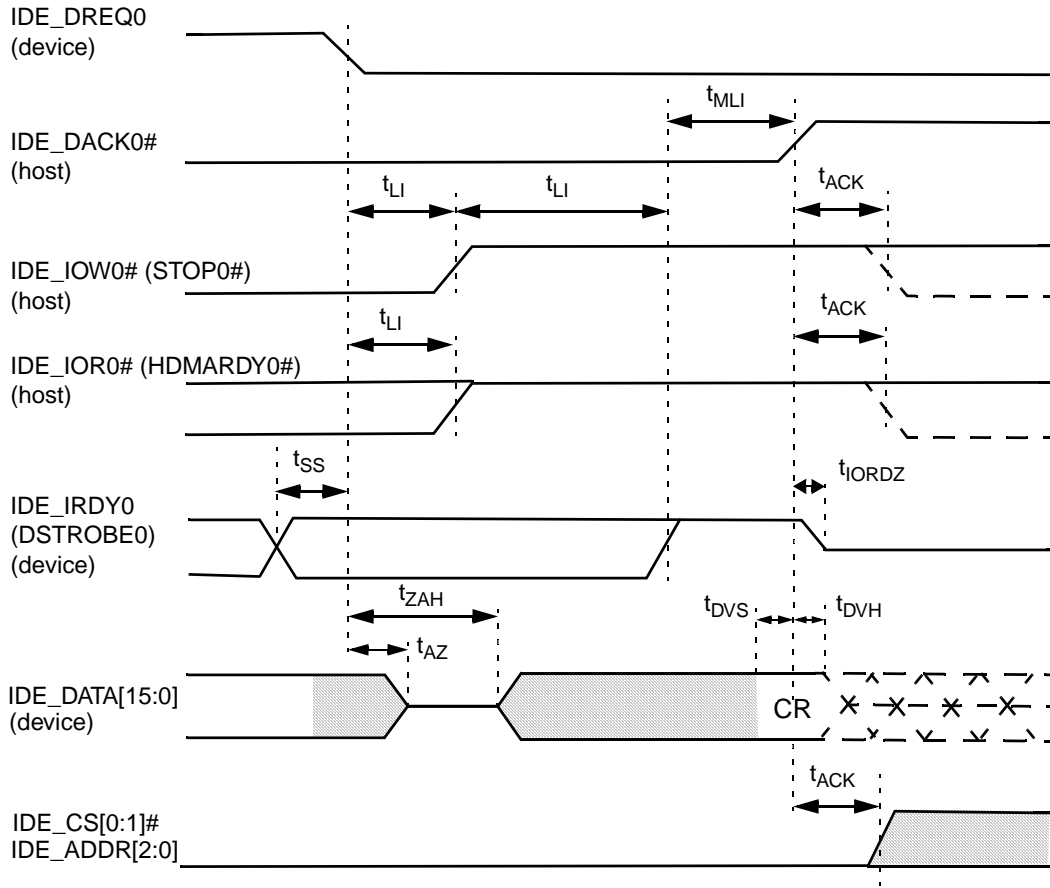 IDE_DREQ0
(device)
tMLI
IDE_DACK0#
(host)
tLI
tLI
tACK
IDE_IOW0# (STOP0#)
(host)
tLI
tACK
IDE_IOR0# (HDMARDY0#)
(host)
tSS
tIORDZ
IDE_IRDY0
(DSTROBE0)
(device)
tZAH
tDVS
tDVH
tAZ
IDE_DATA[15:0]
(device)
CR
tACK
IDE_CS[0:1]#
IDE_ADDR[2:0]